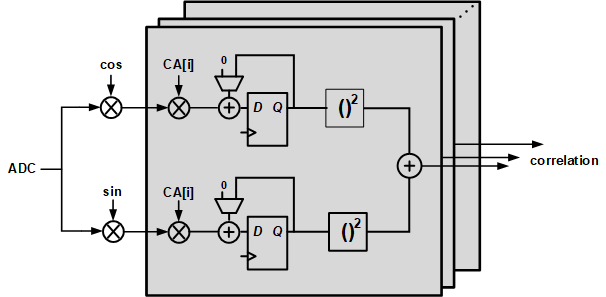 cos
CA[i]
0
D Q
()²
ADC
correlation
sin
CA[i]
0
D Q
()²